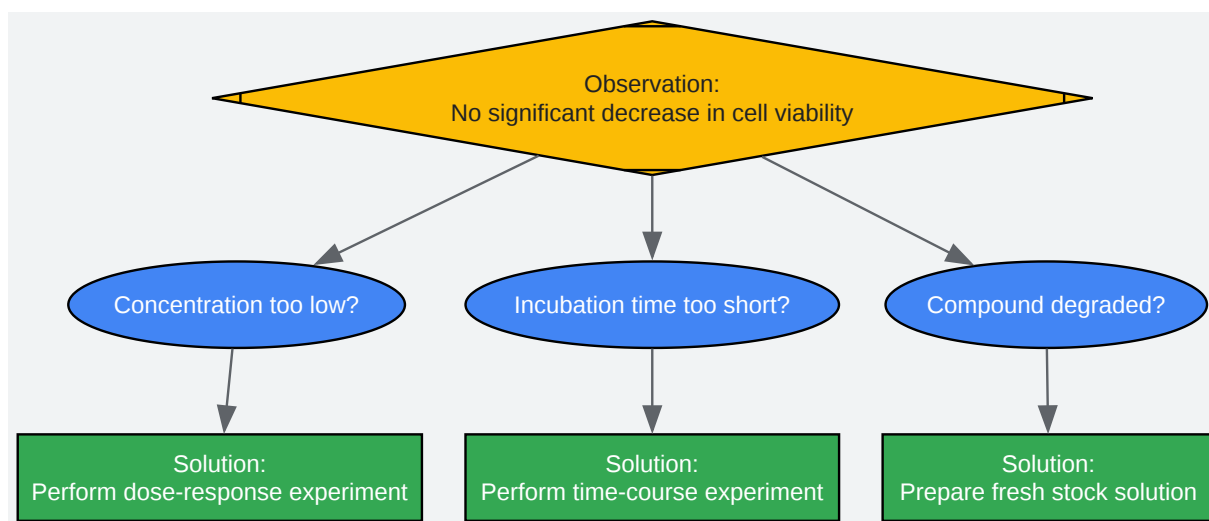 Observation:
No significant decrease in cell viability
Concentration too low?
Incubation time too short?
Compound degraded?
Solution:
Perform dose-response experiment
Solution:
Perform time-course experiment
Solution:
Prepare fresh stock solution